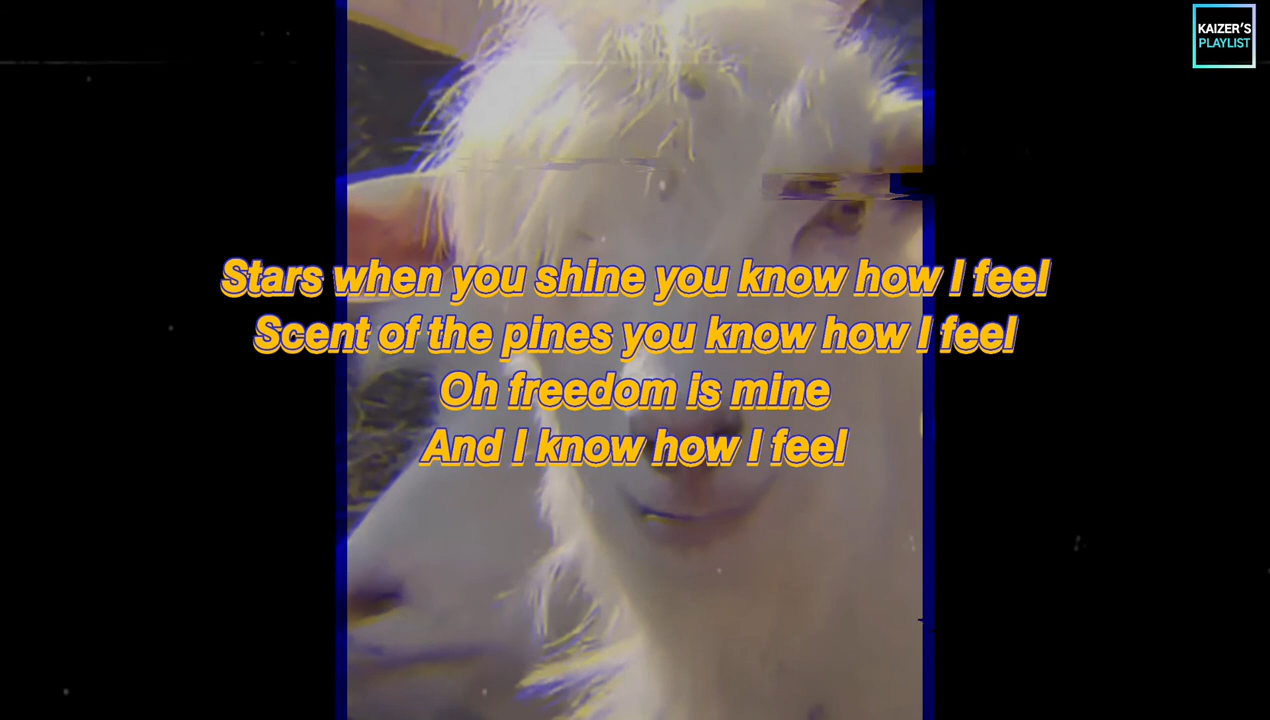 KAIZER'S
PLAYLIST
Stars when you shine you know how I feel
Scent of the pines you know how I feel
Oh freedom is mine
And I know how I feel